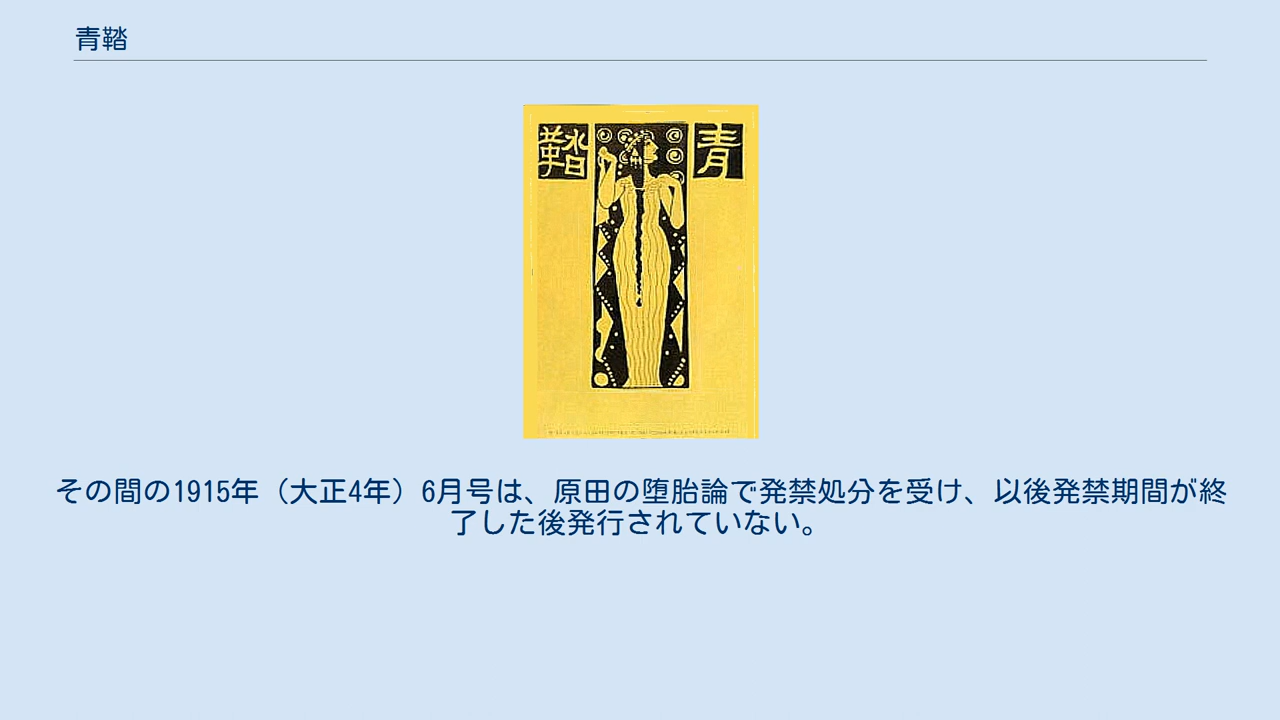 青鞜
青鞜
その間の1915年（大正4年）6月号は、原田の堕胎論で発禁処分を受け、以後発禁期間が終
了した後発行されていない。